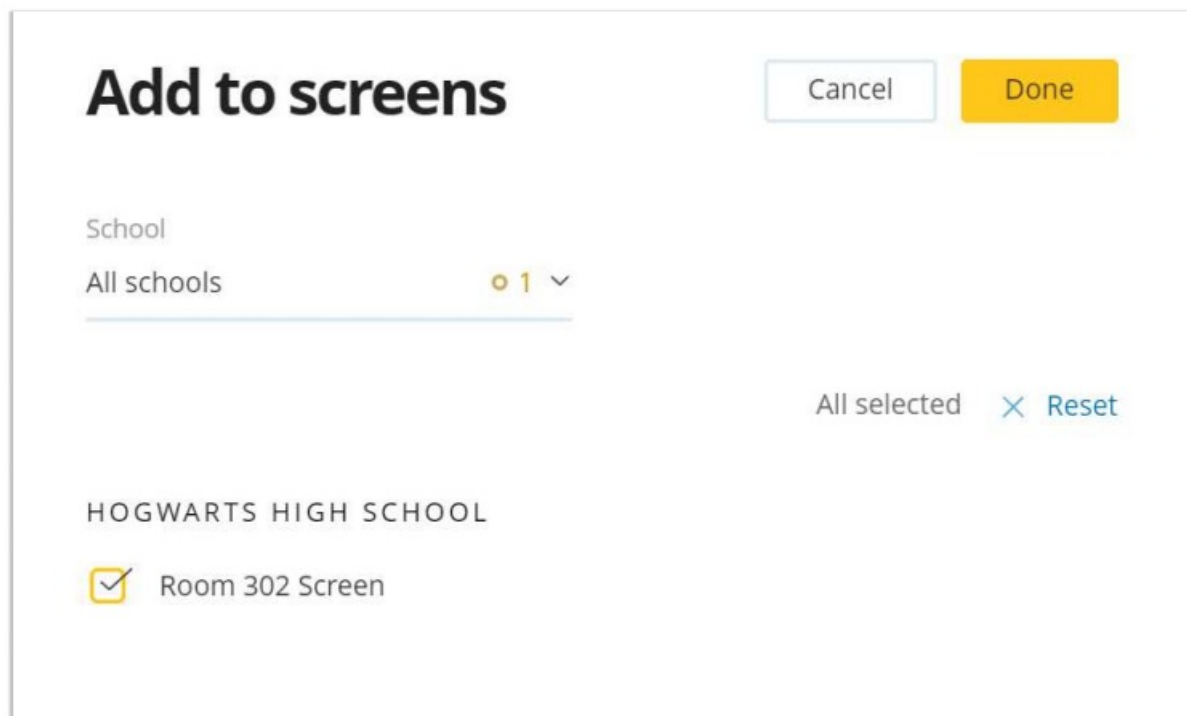 Add to screens
Cancel
Done
School
All schools
1
All selected
Reset
HOGWARTS HIGH SCHOOL
Room 302 Screen